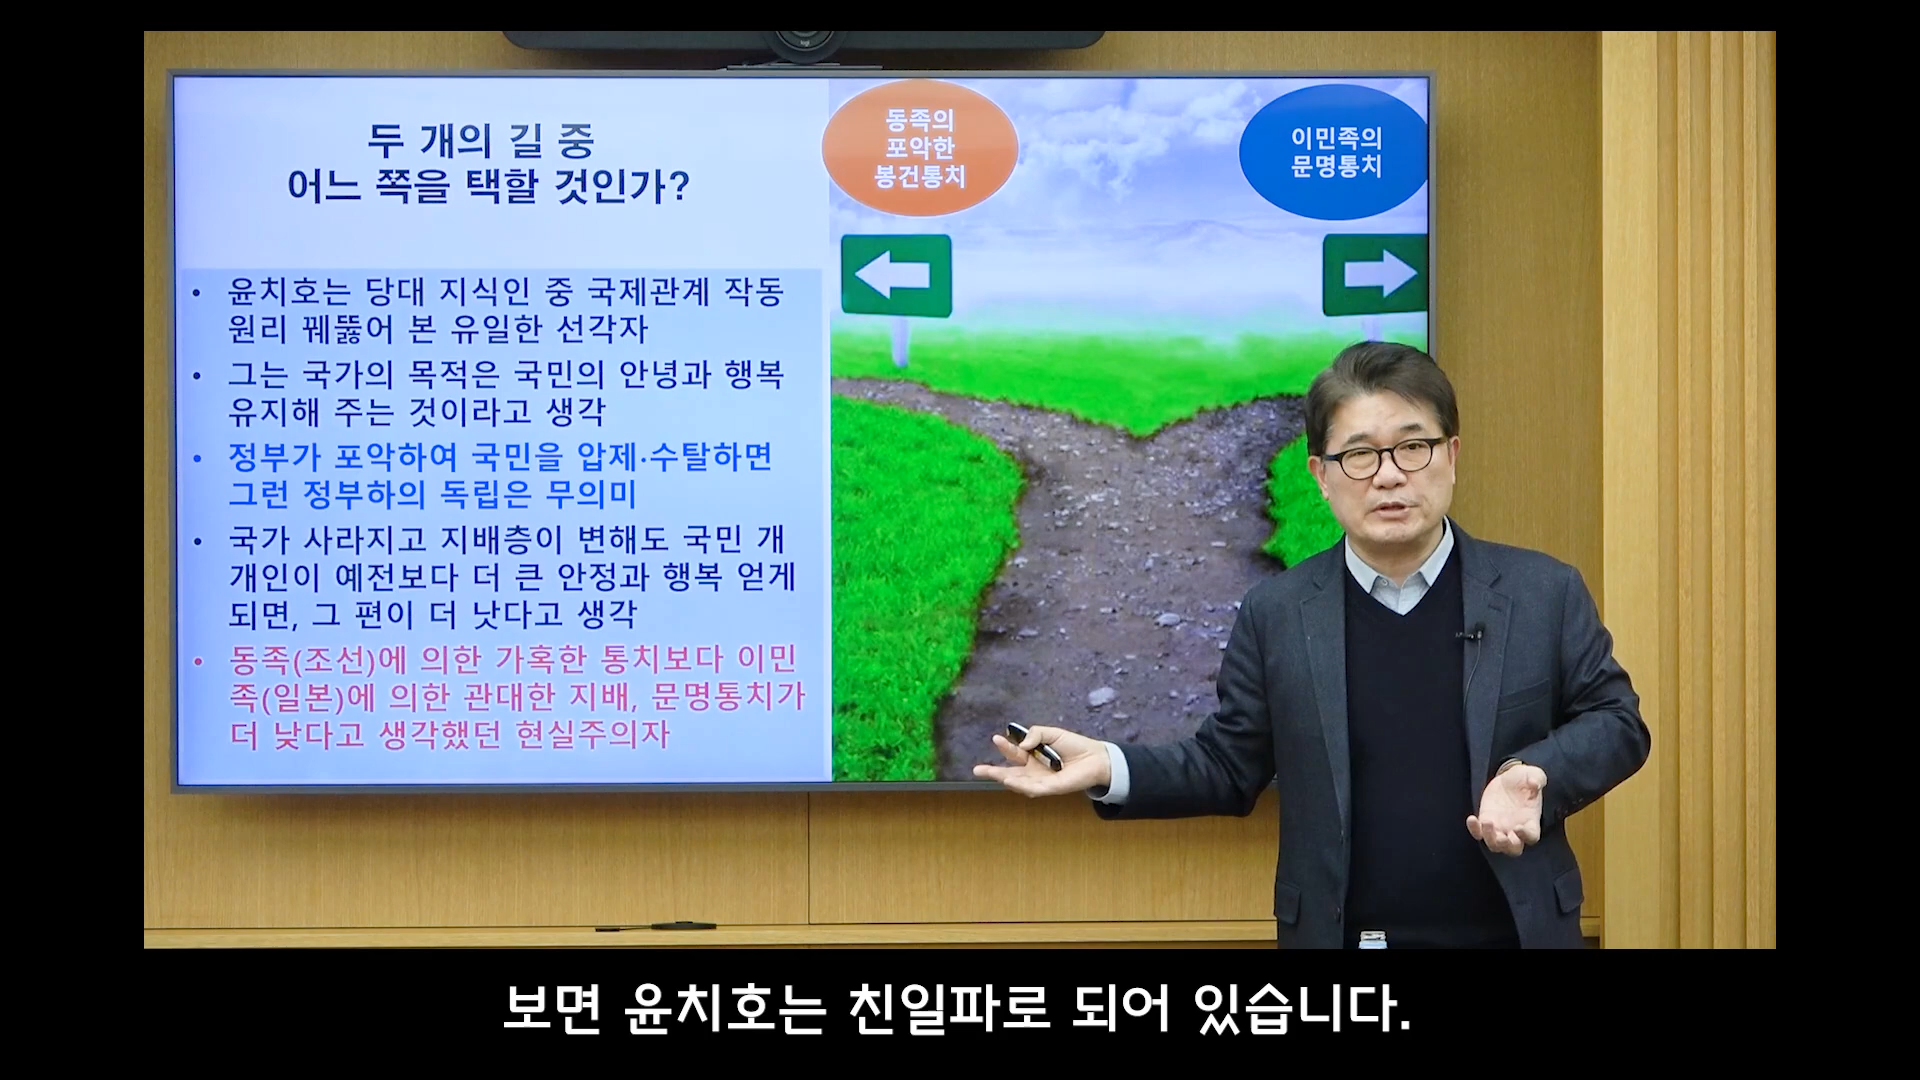 두 개의 길 중
어느 쪽을 택할 것인가?
동족의
포악한
봉건통치
이민족의
문명통치
• 윤치호는 당대 지식인 중 국제관계 작동
원리 꿰뚫어 본 유일한 선각자
• 그는 국가의 목적은 국민의 안녕과 행복
유지해 주는 것이라고 생각
• 정부가 포악하여 국민을 압제·수탈하면
그런 정부하의 독립은 무의미
• 국가 사라지고 지배층이 변해도 국민 개
개인이 예전보다 더 큰 안정과 행복 얻게
되면, 그 편이 더 낫다고 생각
• 동족(조선)에 의한 가혹한 통치보다 이민
족(일본)에 의한 관대한 지배, 문명통치가
더 낮다고 생각했던 현실주의자
보면 윤치호는 친일파로 되어 있습니다.